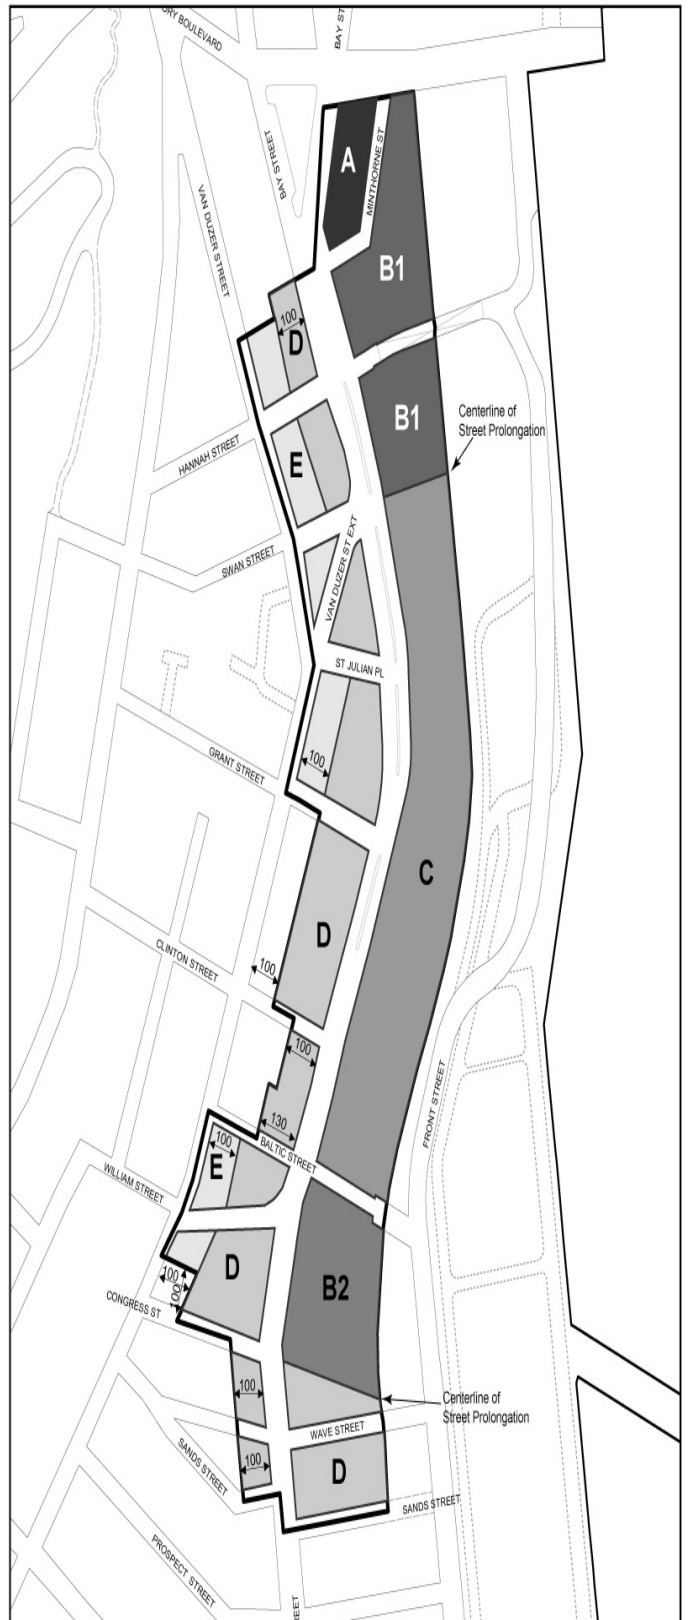 ORY BOULEVARD
BAY ST
BAY STREET
A
MINTHORNE ST
VAN DUZER STREET
B1
100
D
B1
Centerline of
Street Prolongation
HANNAH STREET
E
SWAN STREET
VAN DUZER ST EXT
ST JULIAN PL
GRANT STREET
100
C
D
CLINTON STREET
100
100
FRONT STREET
130
BALTIC STREET
100
E
WILLIAM STREET
D
100
100
B2
CONGRESS ST
100
Centerline of
Street Prolongation
WAVE STREET
SANDS STREET
100
D
SANDS STREET
PROSPECT STREET
REET